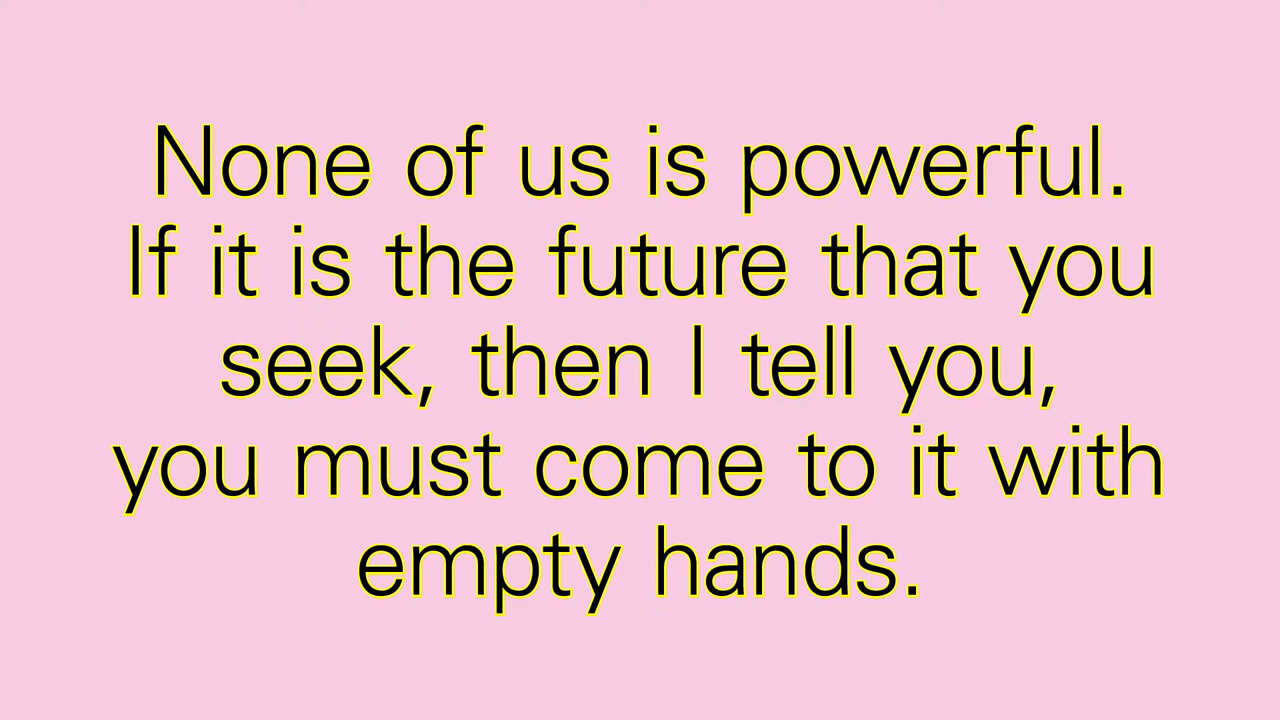 None of us is powerful.
If it is the future that you
seek, then I tell you,
you must come to it with
empty hands.